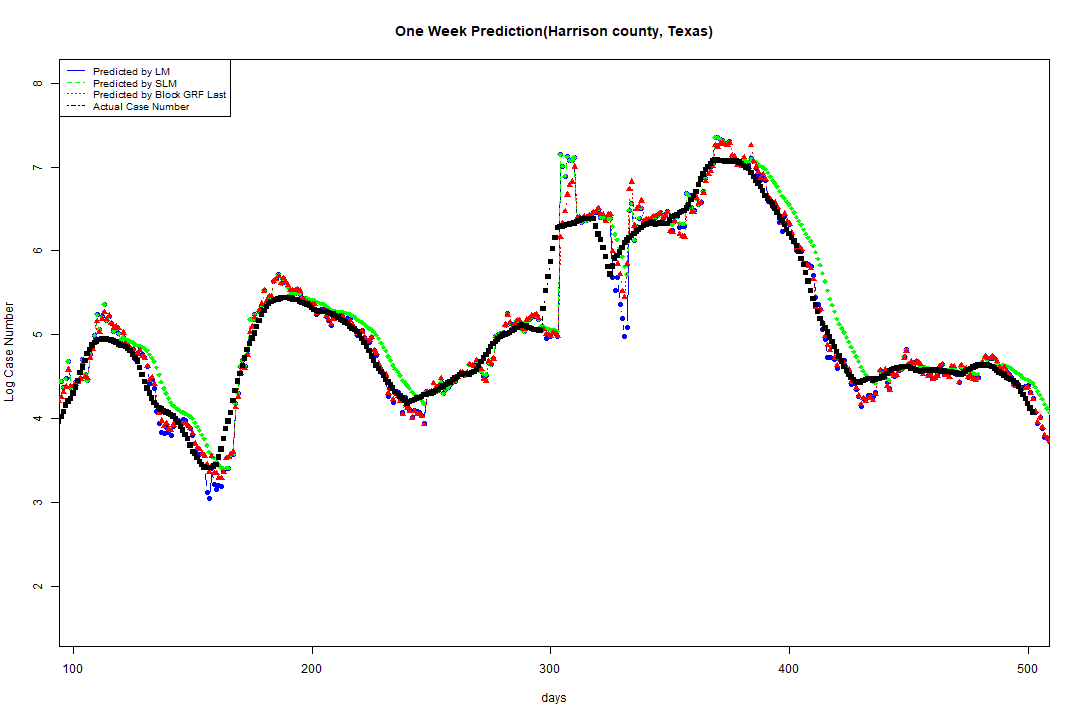 One Week Prediction(Harrison county, Texas)
Predicted by LM
Predicted by SLM
Predicted by Block GRF Last
Actual Case Number
Log Case Number
8
7
6
5
4
3
2
100 200 300 400 500
days